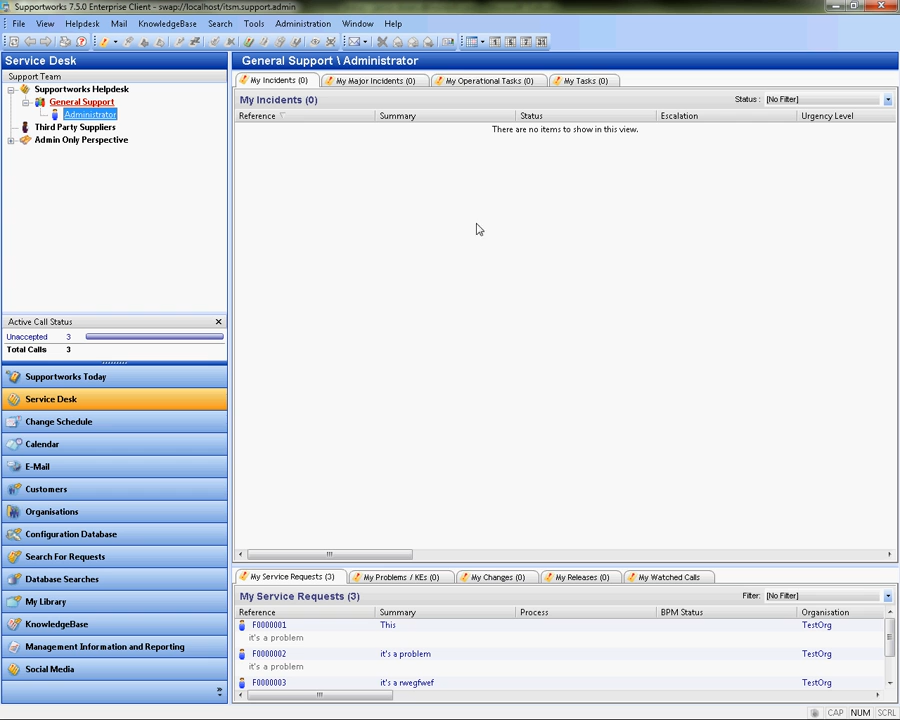 Supportworks 7.5.0 Enterprise Client - swap://localhost/itsm.support.admin
File View Helpdesk Mail KnowledgeBase Search Tools Administration Window Help
Service Desk
Support Team
Supportworks Helpdesk
General Support
Administrator
Third Party Suppliers
Admin Only Perspective
Active Call Status
Unaccepted 3
Total Calls 3
Supportworks Today
Service Desk
Change Schedule
Calendar
E-Mail
Customers
Organisations
Configuration Database
Search For Requests
Database Searches
My Library
KnowledgeBase
Management Information and Reporting
Social Media
General Support \ Administrator
My Incidents (0) My Major Incidents (0) My Operational Tasks (0) My Tasks (0)
My Incidents (0) Status : [No Filter]
Reference Summary Status Escalation Urgency Level
There are no items to show in this view.
My Service Requests (3) My Problems / KEs (0) My Changes (0) My Releases (0) My Watched Calls
My Service Requests (3) Filter: [No Filter]
Reference Summary Process BPM Status Organisation
F0000001 This TestOrg
it's a problem
F0000002 it's a problem TestOrg
it's a problem
F0000003 it's a rwegfwef TestOrg
CAP NUM SCRL